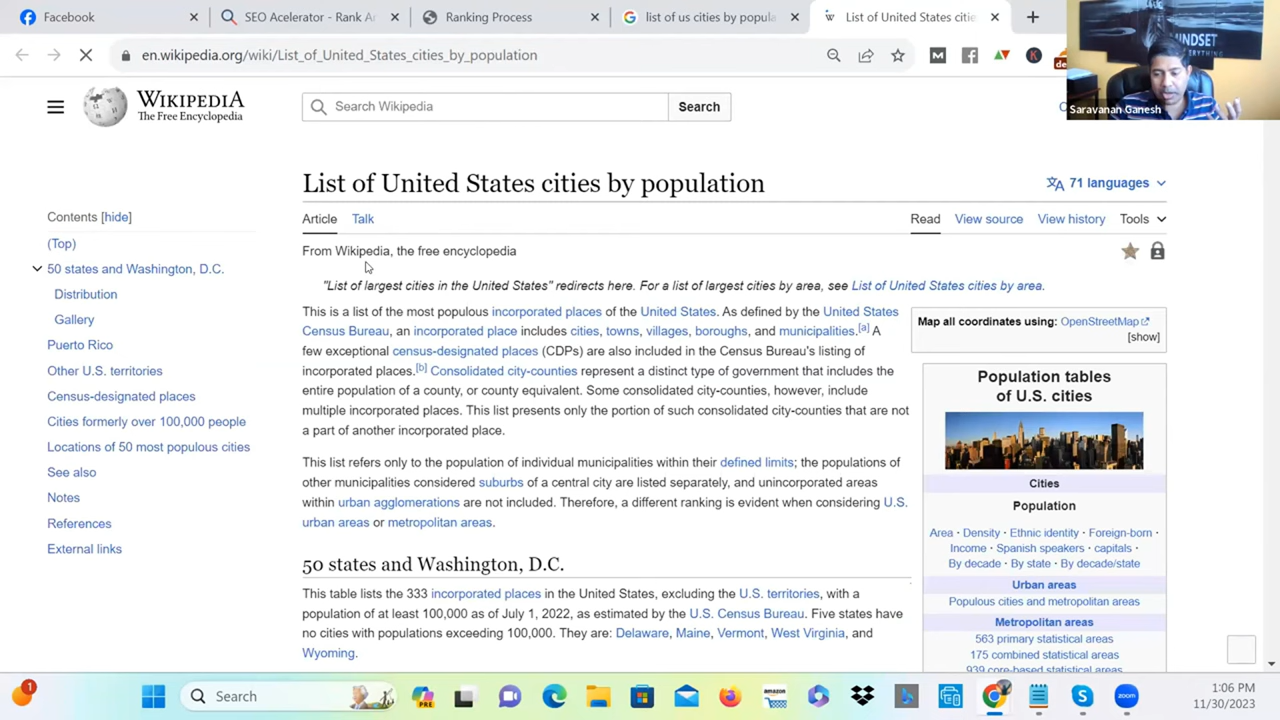 Facebook
SEO Acelerator - Rank A
Ranking Process
list of us cities by popula
List of United States citie
en.wikipedia.org/wiki/List_of_United_States_cities_by_population
MINDSET
Saravanan Ganesh
WIKIPEDIA
The Free Encyclopedia
Search Wikipedia
Search
List of United States cities by population
71 languages
Contents [hide]
(Top)
50 states and Washington, D.C.
Distribution
Gallery
Puerto Rico
Other U.S. territories
Census-designated places
Cities formerly over 100,000 people
Locations of 50 most populous cities
See also
Notes
References
External links
Article
Talk
Read
View source
View history
Tools
From Wikipedia, the free encyclopedia
"List of largest cities in the United States" redirects here. For a list of largest cities by area, see List of United States cities by area.
This is a list of the most populous incorporated places of the United States. As defined by the United States
Census Bureau, an incorporated place includes cities, towns, villages, boroughs, and municipalities.[a] A
few exceptional census-designated places (CDPs) are also included in the Census Bureau's listing of
incorporated places.[b] Consolidated city-counties represent a distinct type of government that includes the
entire population of a county, or county equivalent. Some consolidated city-counties, however, include
multiple incorporated places. This list presents only the portion of such consolidated city-counties that are not
a part of another incorporated place.
This list refers only to the population of individual municipalities within their defined limits; the populations of
other municipalities considered suburbs of a central city are listed separately, and unincorporated areas
within urban agglomerations are not included. Therefore, a different ranking is evident when considering U.S.
urban areas or metropolitan areas.
50 states and Washington, D.C.
This table lists the 333 incorporated places in the United States, excluding the U.S. territories, with a
population of at least 100,000 as of July 1, 2022, as estimated by the U.S. Census Bureau. Five states have
no cities with populations exceeding 100,000. They are: Delaware, Maine, Vermont, West Virginia, and
Wyoming.
Map all coordinates using: OpenStreetMap
[show]
Population tables
of U.S. cities
Cities
Population
Area · Density · Ethnic identity · Foreign-born ·
Income · Spanish speakers · capitals ·
By decade · By state · By decade/state
Urban areas
Populous cities and metropolitan areas
Metropolitan areas
563 primary statistical areas
175 combined statistical areas
939 core-based statistical areas
1
Search
amazon
zoom
1:06 PM
11/30/2023